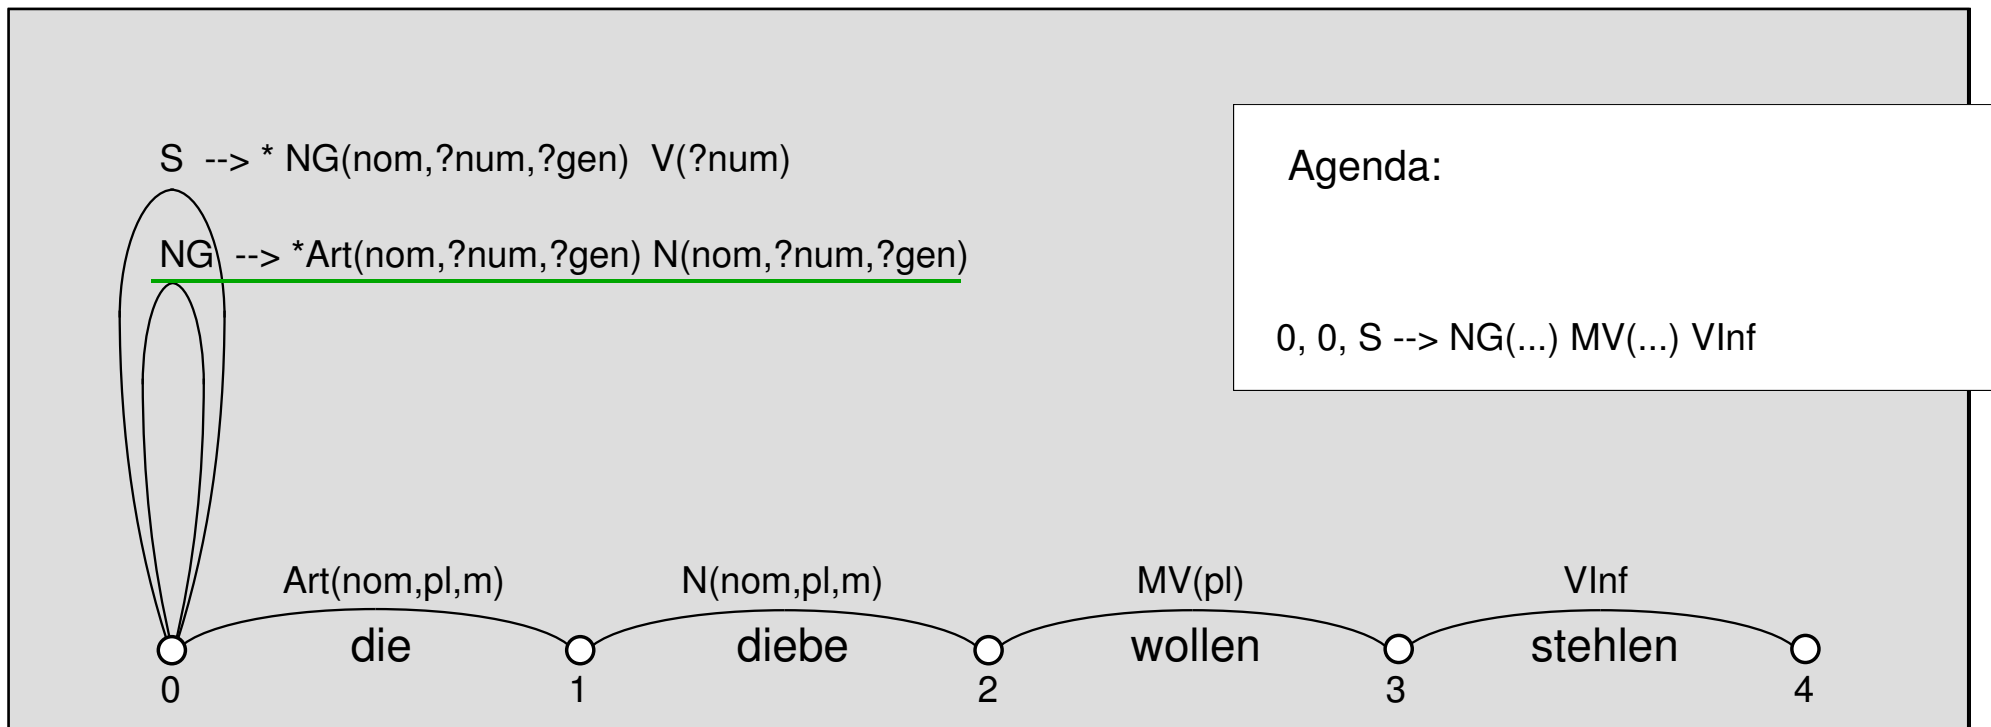 S --> * NG(nom,?num,?gen) V(?num)
Agenda:
NG --> *Art(nom,?num,?gen) N(nom,?num,?gen)
0, 0, S --> NG(...) MV(...) VInf
Art(nom,pl,m) N(nom,pl,m) MV(pl) VInf
die diebe wollen stehlen
0 1 2 3 4